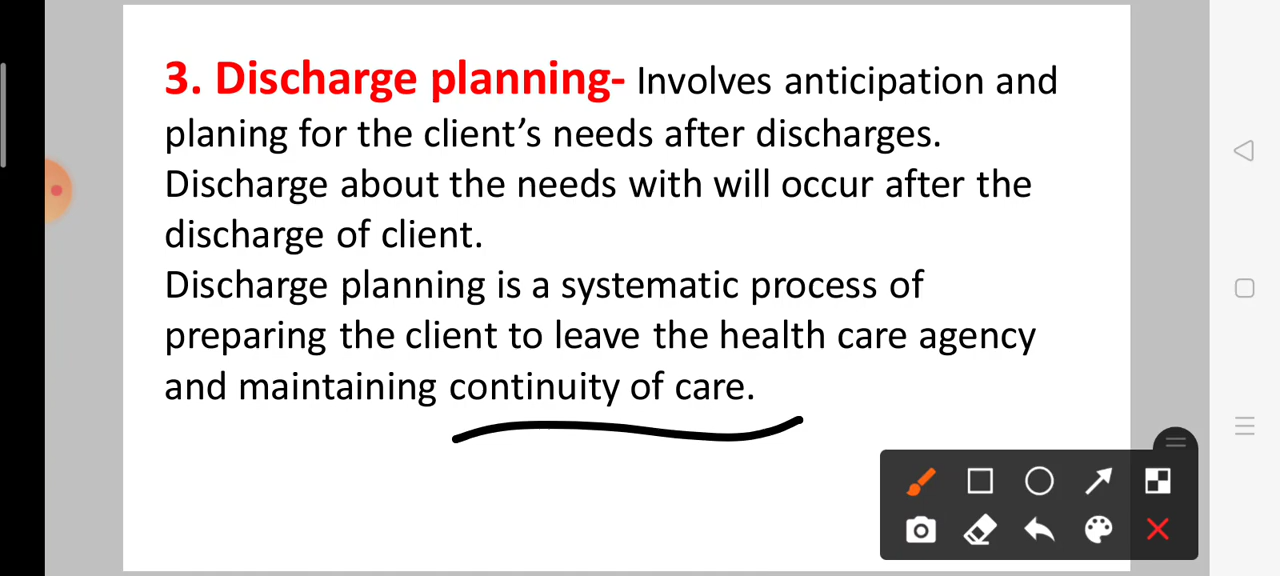 3. Discharge planning- Involves anticipation and
planing for the client’s needs after discharges.
Discharge about the needs with will occur after the
discharge of client.
Discharge planning is a systematic process of
preparing the client to leave the health care agency
and maintaining continuity of care.